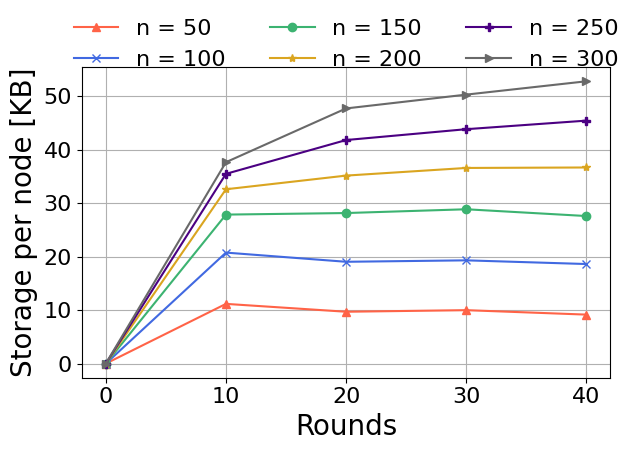 n = 50 n = 150 n = 250
n = 100 n = 200 n = 300
Storage per node [KB]
50
40
30
20
10
0
0 10 20 30 40
Rounds